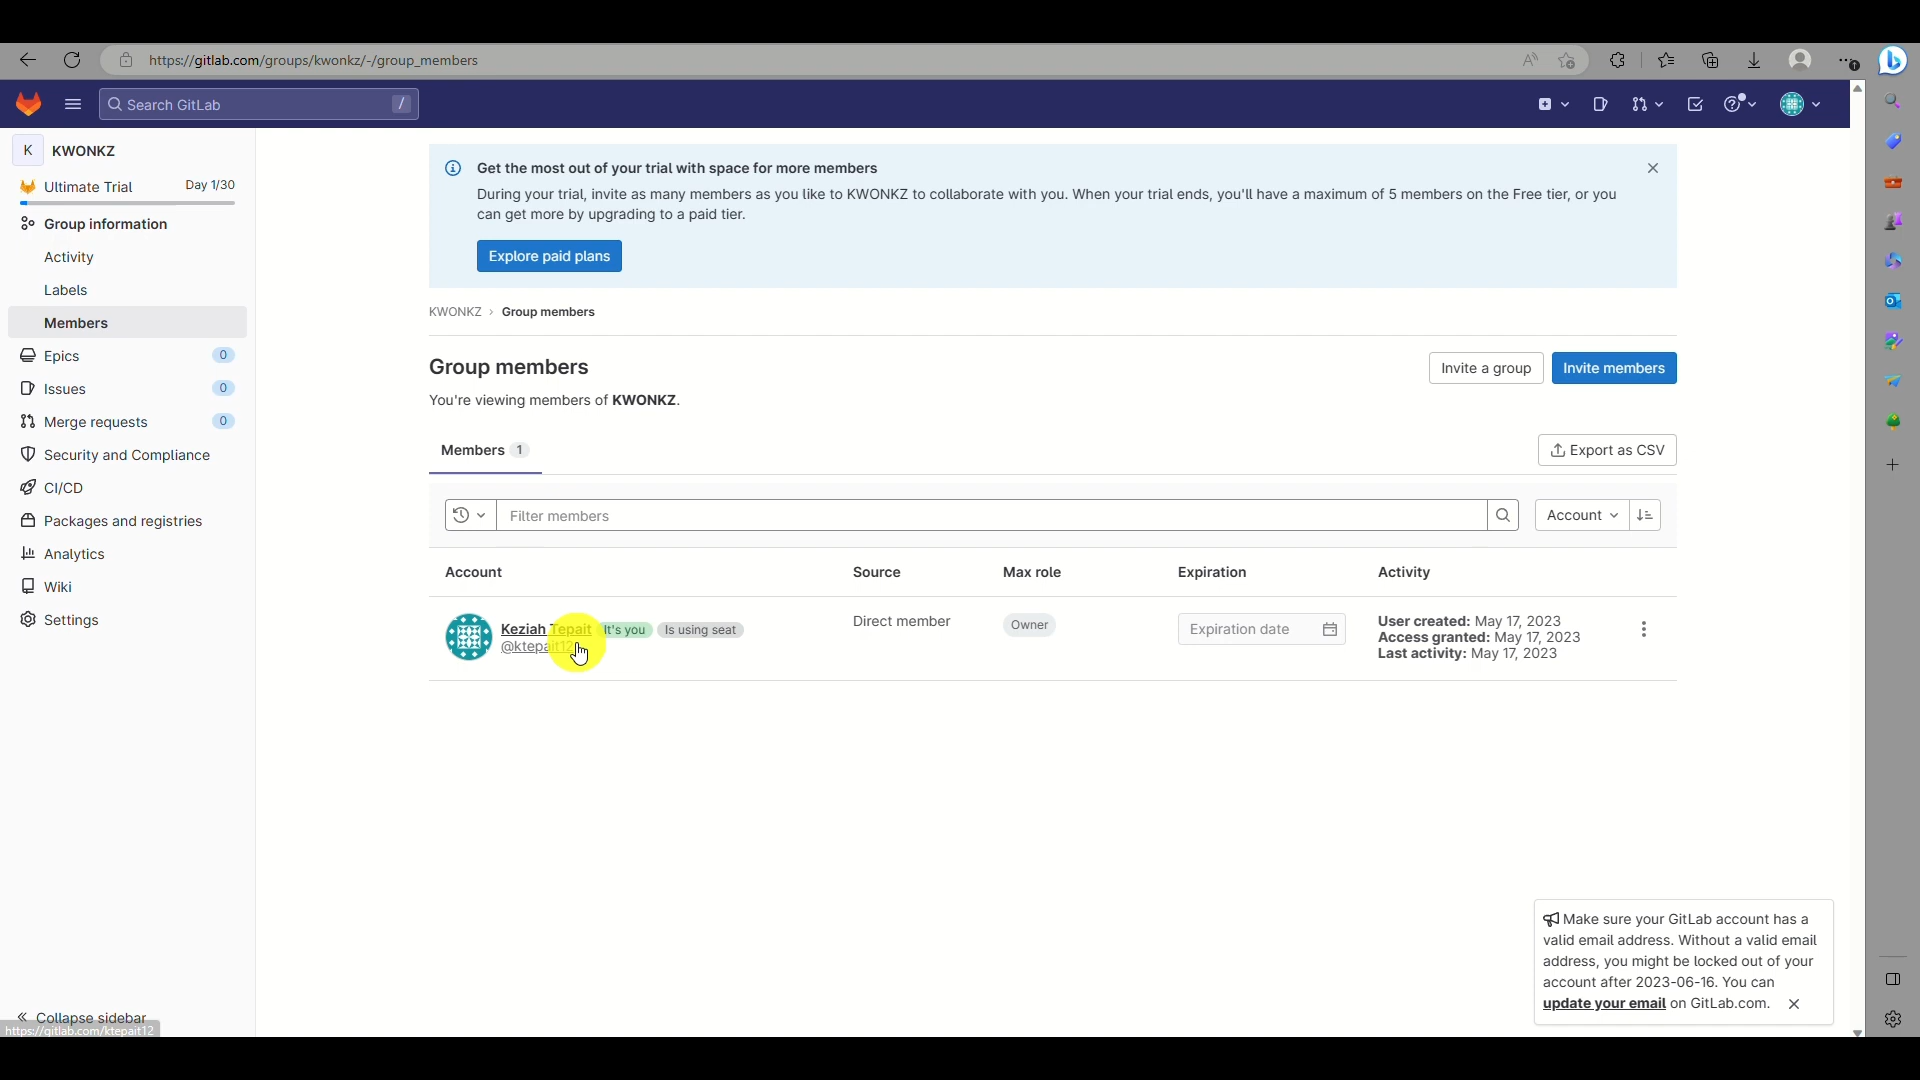 https://gitlab.com/groups/kwonkz/-/group_members
Search GitLab /
K KWONKZ
Ultimate Trial Day 1/30
Group information
Activity
Labels
Members
Epics 0
Issues 0
Merge requests 0
Security and Compliance
CI/CD
Packages and registries
Analytics
Wiki
Settings
Collapse sidebar
https://gitlab.com/ktepait12
Get the most out of your trial with space for more members
During your trial, invite as many members as you like to KWONKZ to collaborate with you. When your trial ends, you'll have a maximum of 5 members on the Free tier, or you
can get more by upgrading to a paid tier.
Explore paid plans
KWONKZ › Group members
Group members
Invite a group
Invite members
You're viewing members of KWONKZ.
Members 1
Export as CSV
Filter members
Account
Account Source Max role Expiration Activity
Keziah Tepait It's you Is using seat
@ktepait12
Direct member
Owner
Expiration date
User created: May 17, 2023
Access granted: May 17, 2023
Last activity: May 17, 2023
Make sure your GitLab account has a
valid email address. Without a valid email
address, you might be locked out of your
account after 2023-06-16. You can
update your email on GitLab.com.